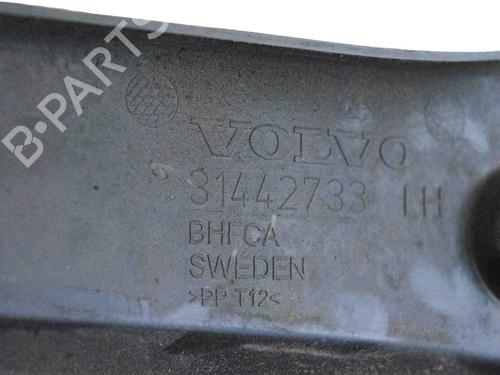 B-PARTS
VOLVO
31442733 LH
BHFCA
SWEDEN
>PP T12<